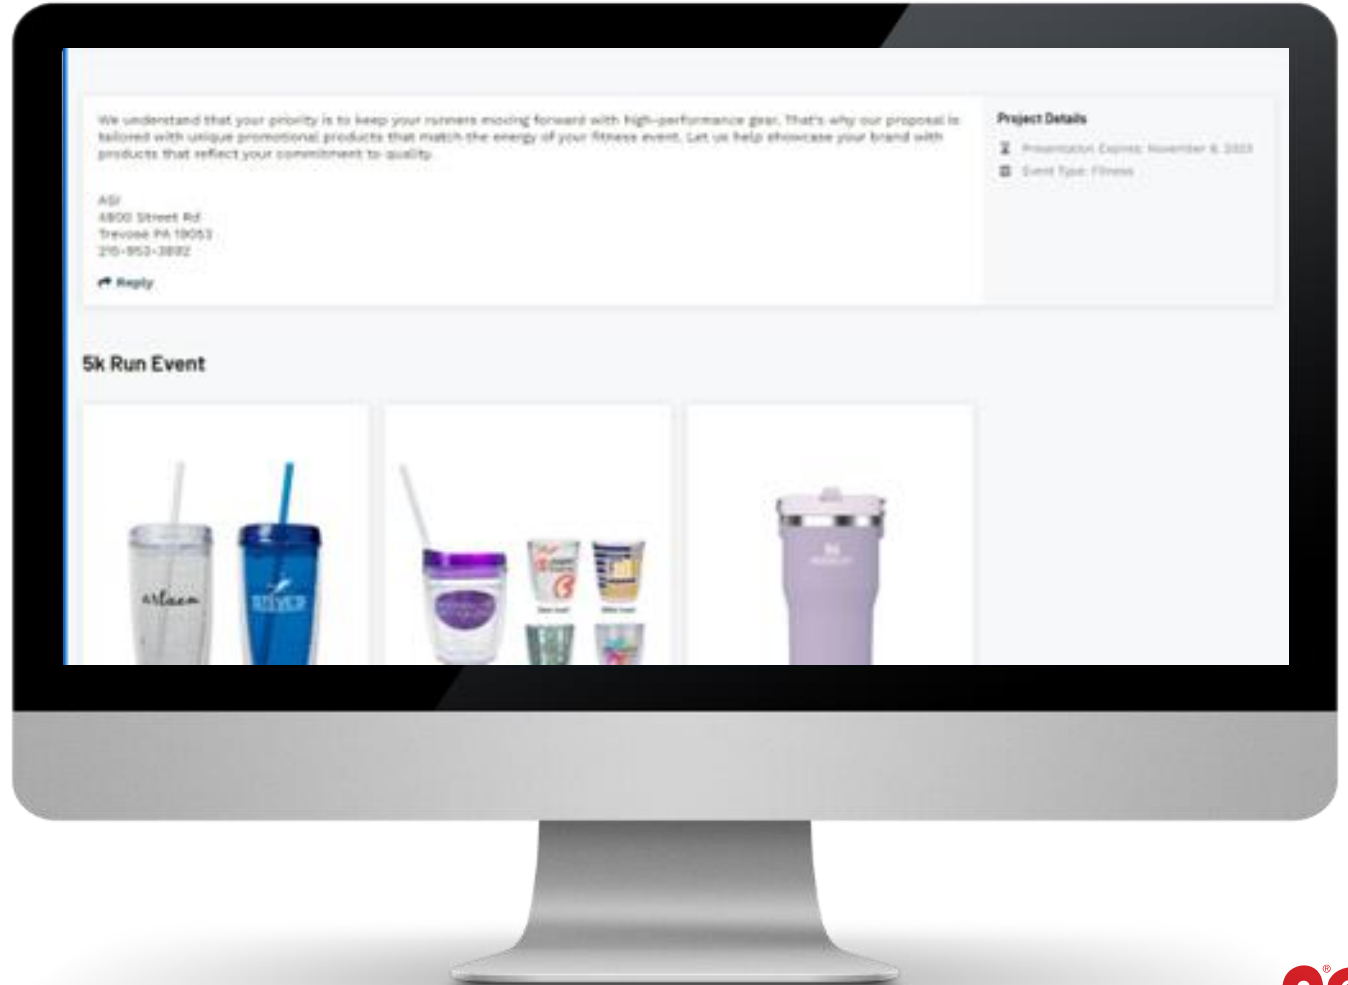 We understand that your priority is to keep your runners moving forward with high-performance gear. That's why our proposal is
tailored with unique promotional products that match the energy of your fitness event. Let us help showcase your brand with
products that reflect your commitment to quality.
Project Details
Presentation Expires: November
Event Type: Fitness
ASI
4800 Street Rd
Trevose PA 19053
Reply
5k Run Event